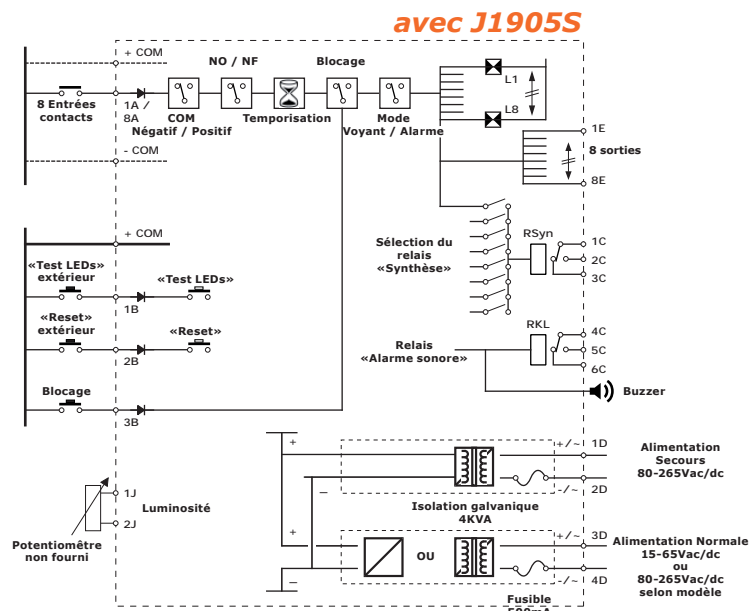 avec J1905S
+ COM
NO / NF
Blocage
8 Entrées
contacts
1A /
8A
COM
Négatif / Positif
Temporisation
Mode
Voyant / Alarme
L1
L8
- COM
1E
8 sorties
8E
+ COM
«Test LEDs»
extérieur
«Test LEDs»
1B
«Reset»
extérieur
«Reset»
2B
Blocage
3B
Sélection du
relais
«Synthèse»
RSyn
1C
2C
3C
Relais
«Alarme sonore»
RKL
4C
5C
6C
Buzzer
1J
2J
Luminosité
Potentiomêtre
non fourni
+
–
+/~ 1D
-/~ 2D
Alimentation
Secours
80-265Vac/dc
Isolation galvanique
4KVA
+
–
OU
+/~ 3D
-/~ 4D
Alimentation Normale
15-65Vac/dc
ou
80-265Vac/dc
selon modèle
Fusible